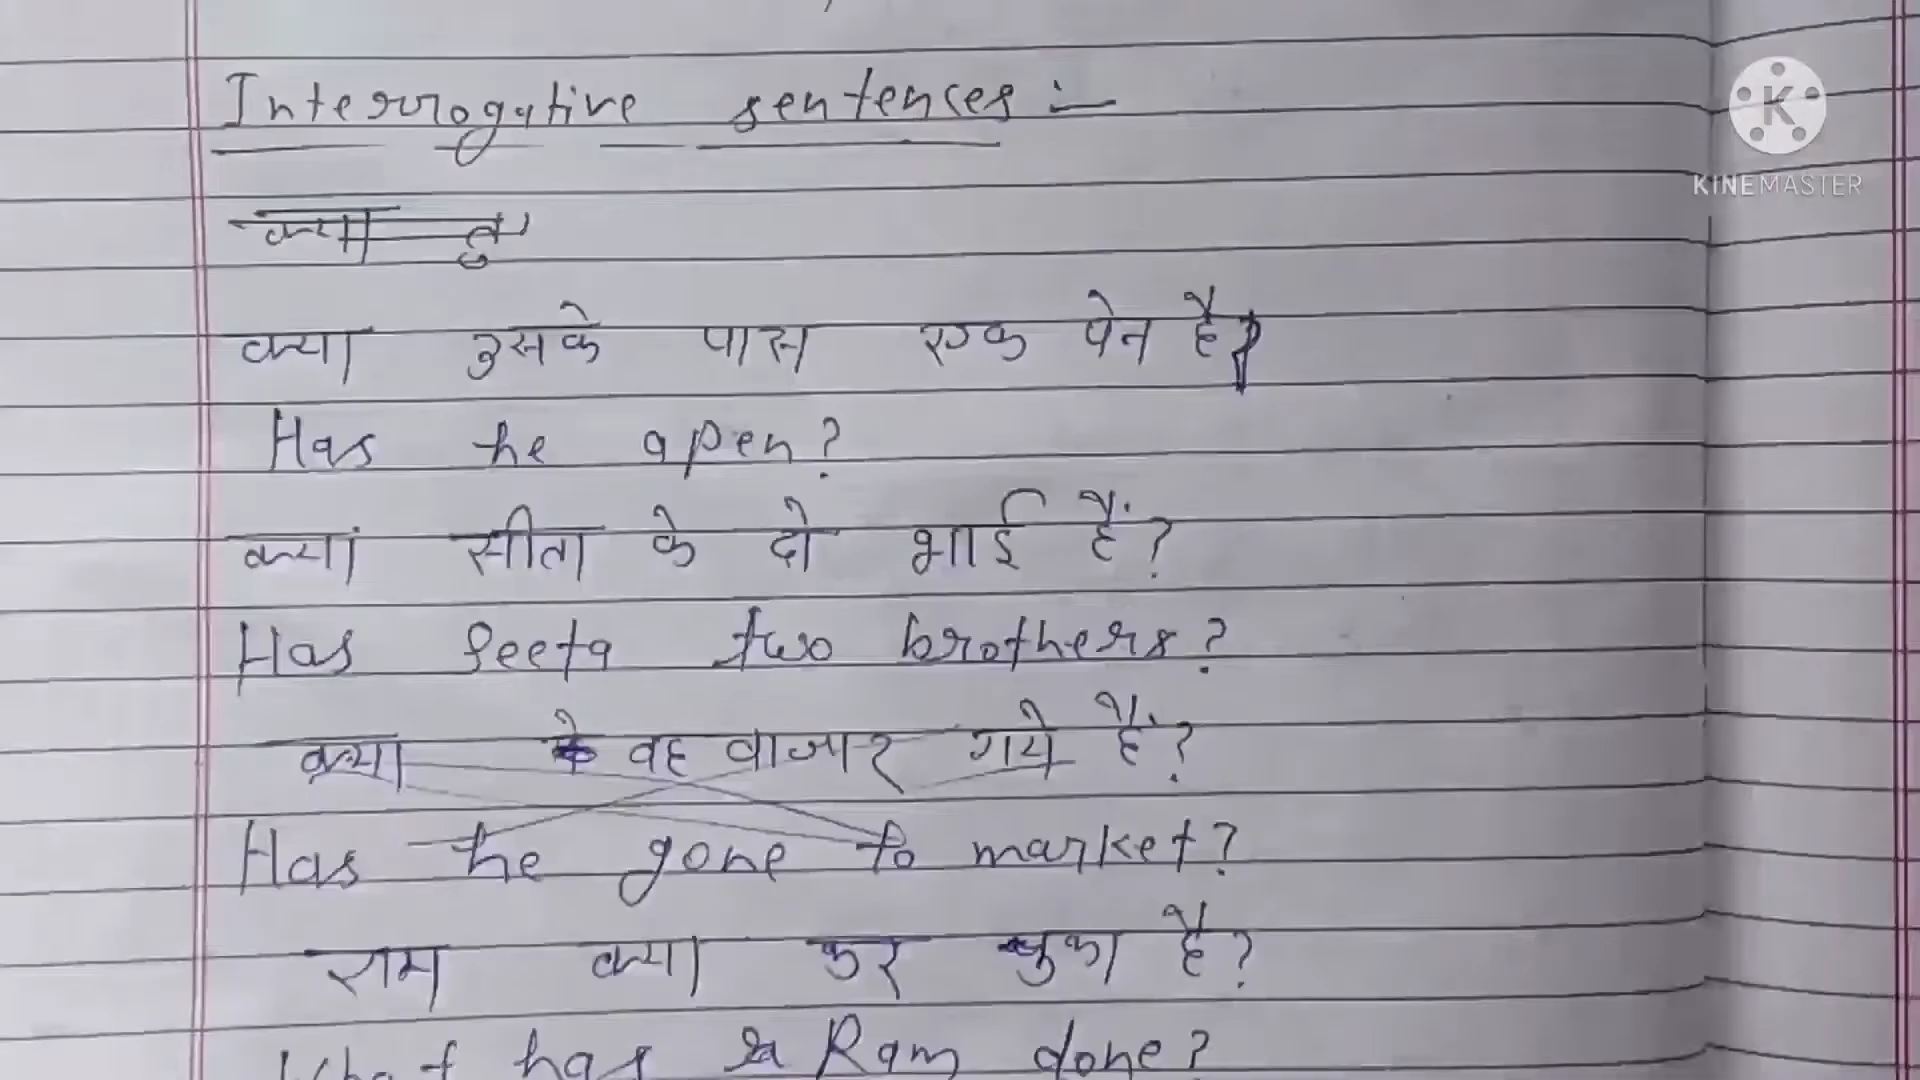 Interrogative sentences :-
क्या तु
क्या उसके पास एक पेन है?
Has he a pen?
क्यां सीता के दो भाई हैं?
Has Seeta two brothers?
क्या वह बाजार गये हैं?
Has he gone to market?
राम क्या कर चुका है?
What has Ram done?
K
KINEMASTER